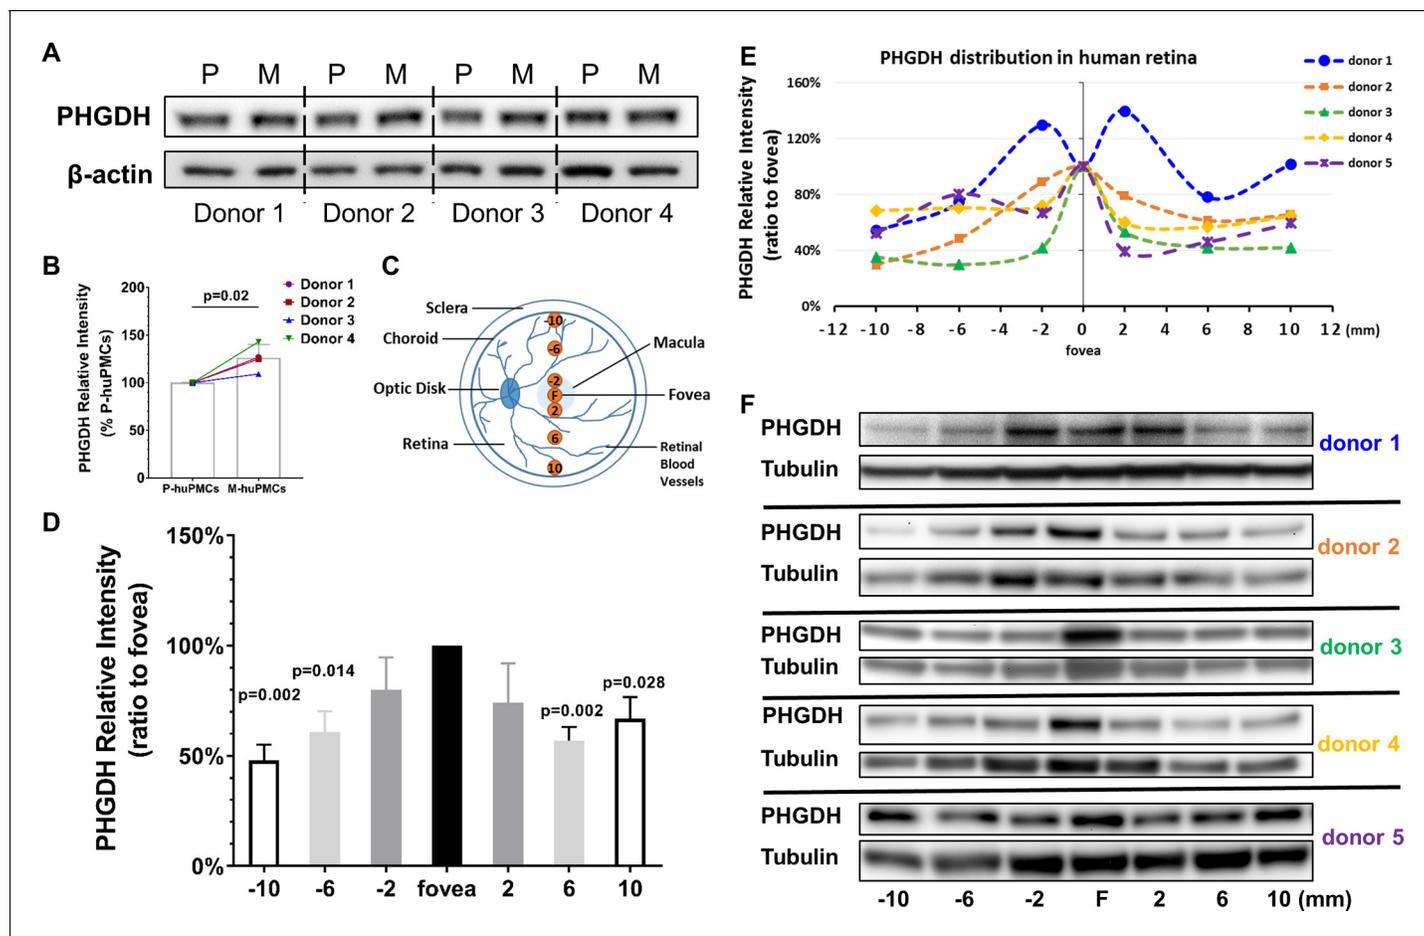 A
P M P M P M P M
PHGDH
β-actin
Donor 1 Donor 2 Donor 3 Donor 4
B
PHGDH Relative Intensity
(% P-huPMCs)
200
150
100
50
0
p=0.02
Donor 1
Donor 2
Donor 3
Donor 4
P-huPMCs M-huPMCs
C
Sclera
Choroid
Optic Disk
Retina
Macula
Fovea
Retinal
Blood
Vessels
-10
-6
-2
F
2
6
10
D
PHGDH Relative Intensity
(ratio to fovea)
150%
100%
50%
0%
p=0.002
p=0.014
p=0.002
p=0.028
-10 -6 -2 fovea 2 6 10
E
PHGDH distribution in human retina
PHGDH Relative Intensity
(ratio to fovea)
160%
120%
80%
40%
0%
-12 -10 -8 -6 -4 -2 0 2 4 6 8 10 12 (mm)
fovea
donor 1
donor 2
donor 3
donor 4
donor 5
F
PHGDH
Tubulin
donor 1
PHGDH
Tubulin
donor 2
PHGDH
Tubulin
donor 3
PHGDH
Tubulin
donor 4
PHGDH
Tubulin
donor 5
-10 -6 -2 F 2 6 10 (mm)